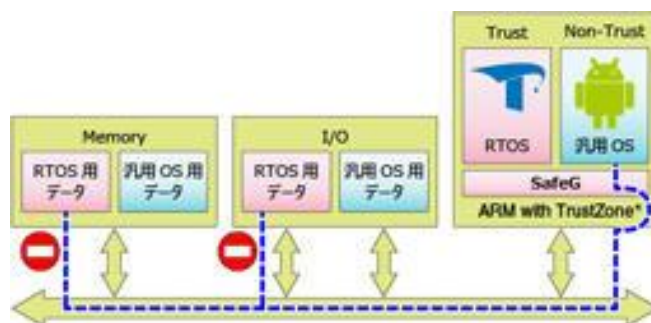 Trust
Non-Trust
RTOS
汎用 OS
SafeG
ARM with TrustZone*
Memory
RTOS 用
データ
汎用 OS 用
データ
I/O
RTOS 用
データ
汎用 OS 用
データ